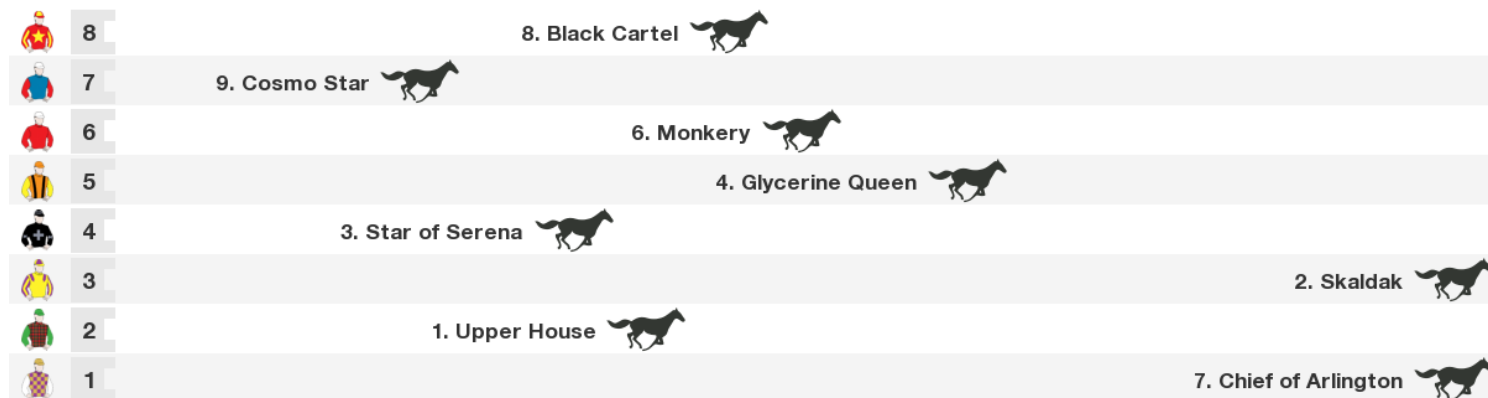 8 8. Black Cartel
7 9. Cosmo Star
6 6. Monkery
5 4. Glycerine Queen
4 3. Star of Serena
3 2. Skaldak
2 1. Upper House
1 7. Chief of Arlington